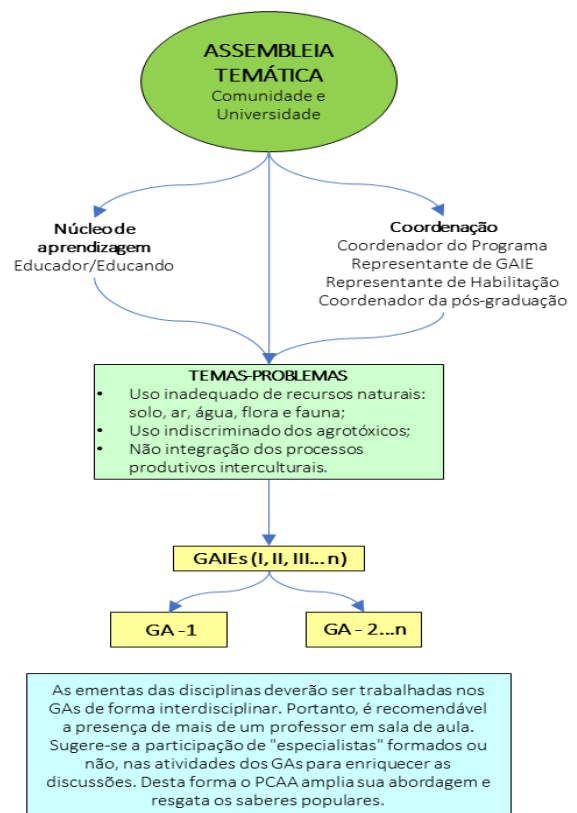 ASSEMBLEIA
TEMÁTICA
Comunidade e
Universidade
Núcleo de
aprendizagem
Educador/Educando
Coordenação
Coordenador do Programa
Representante de GAIE
Representante de Habilitação
Coordenador da pós-graduação
TEMAS-PROBLEMAS
• Uso inadequado de recursos naturais:
solo, ar, água, flora e fauna;
• Uso indiscriminado dos agrotóxicos;
• Não integração dos processos
produtivos interculturais.
GAIEs (I, II, III... n)
GA -1
GA - 2...n
As ementas das disciplinas deverão ser trabalhadas nos
GAs de forma interdisciplinar. Portanto, é recomendável
a presença de mais de um professor em sala de aula.
Sugere-se a participação de "especialistas" formados ou
não, nas atividades dos GAs para enriquecer as
discussões. Desta forma o PCAA amplia sua abordagem e
resgata os saberes populares.